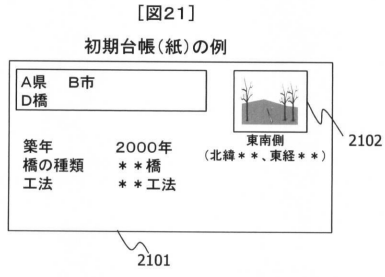 [図21]
初期台帳(紙)の例
A県 B市
D橋
東南側
(北緯**、東経**)
2102
築年 2000年
橋の種類 **橋
工法 **工法
2101